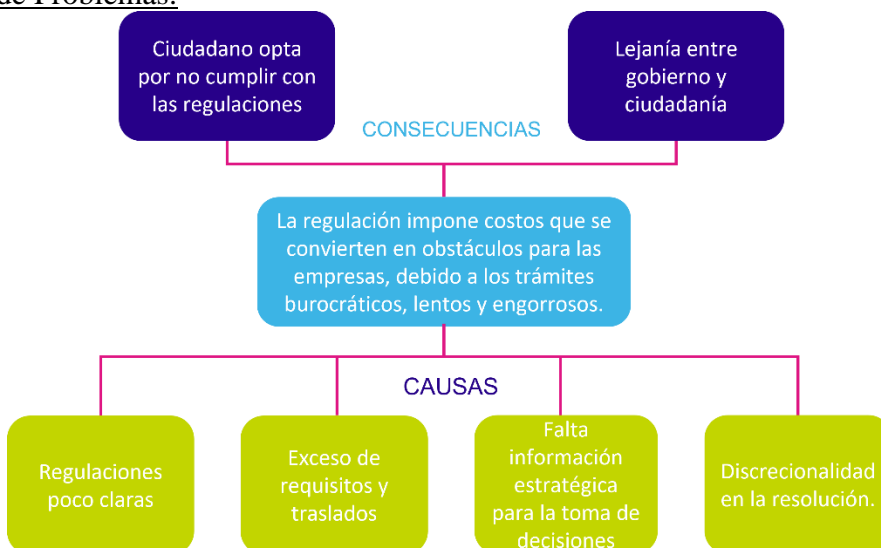 de Problemas:
Ciudadano opta
por no cumplir con
las regulaciones
Lejanía entre
gobierno y
ciudadanía
CONSECUENCIAS
La regulación impone costos que se
convierten en obstáculos para las
empresas, debido a los trámites
burocráticos, lentos y engorrosos.
CAUSAS
Regulaciones
poco claras
Exceso de
requisitos y
traslados
Falta
información
estratégica
para la toma de
decisiones
Discrecionalidad
en la resolución.